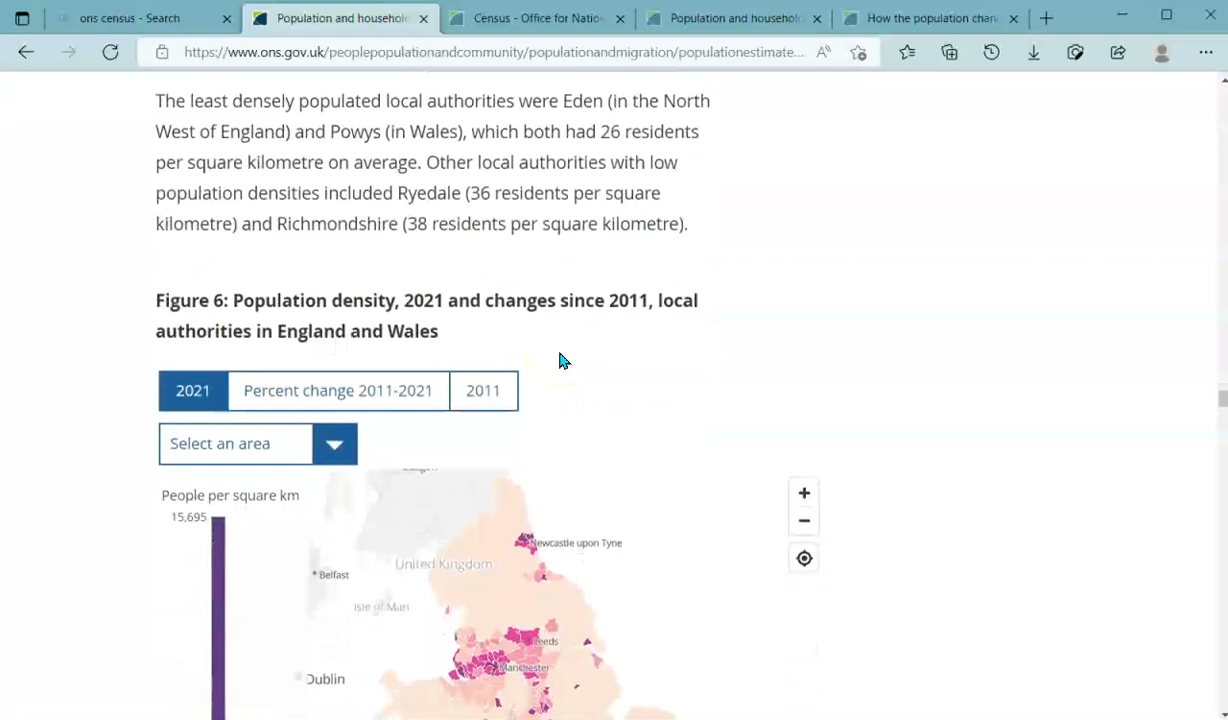 ons census - Search
Population and househol
Census - Office for Natio
Population and househol
How the population chan
https://www.ons.gov.uk/peoplepopulationandcommunity/populationandmigration/populationestimate...
The least densely populated local authorities were Eden (in the North
West of England) and Powys (in Wales), which both had 26 residents
per square kilometre on average. Other local authorities with low
population densities included Ryedale (36 residents per square
kilometre) and Richmondshire (38 residents per square kilometre).
Figure 6: Population density, 2021 and changes since 2011, local
authorities in England and Wales
2021
Percent change 2011-2021
2011
Select an area
People per square km
15,695
Newcastle upon Tyne
United Kingdom
Belfast
Isle of Man
Leeds
Manchester
Dublin